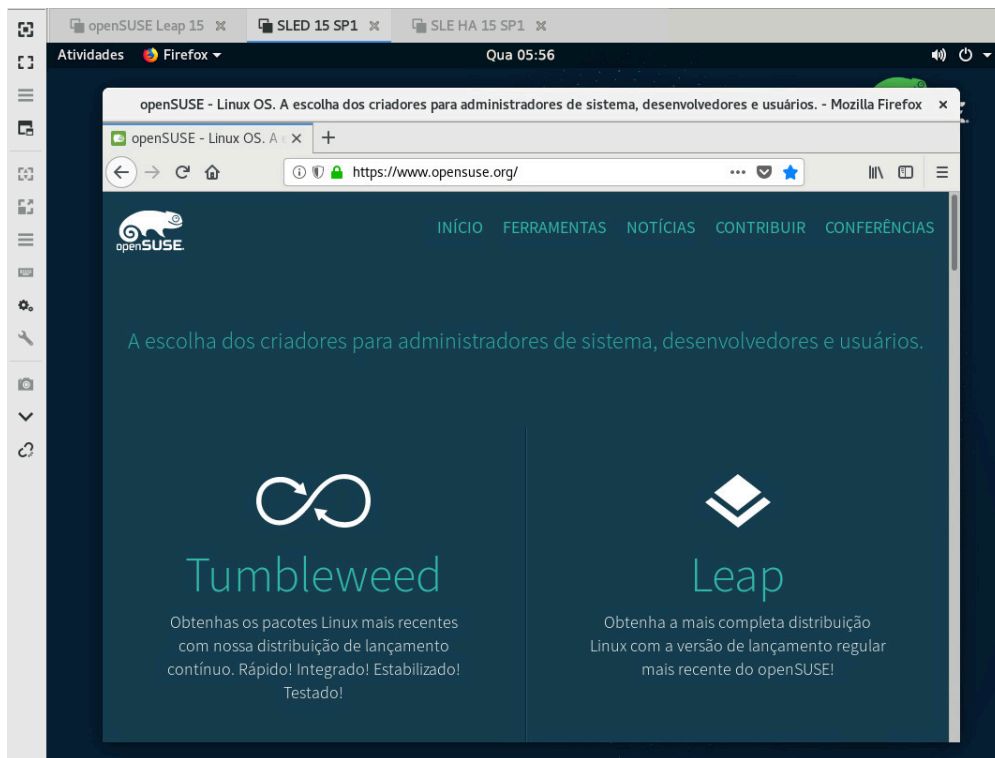 openSUSE Leap 15
SLED 15 SP1
SLE HA 15 SP1
Atividades
Firefox
Qua 05:56
openSUSE - Linux OS. A escolha dos criadores para administradores de sistema, desenvolvedores e usuários. - Mozilla Firefox
openSUSE - Linux OS. A
https://www.opensuse.org/
openSUSE.
INÍCIO FERRAMENTAS NOTÍCIAS CONTRIBUIR CONFERÊNCIAS
A escolha dos criadores para administradores de sistema, desenvolvedores e usuários.
Tumbleweed
Obtenhas os pacotes Linux mais recentes
com nossa distribuição de lançamento
contínuo. Rápido! Integrado! Estabilizado!
Testado!
Leap
Obtenha a mais completa distribuição
Linux com a versão de lançamento regular
mais recente do openSUSE!